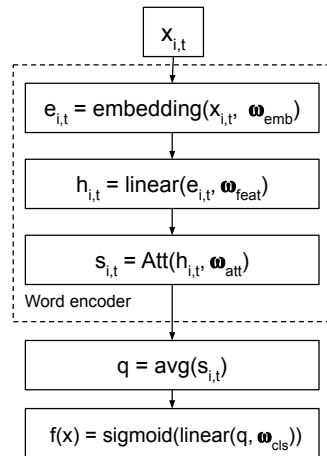 x_{i,t}
e_{i,t} = embedding(x_{i,t}, ω_{emb})
h_{i,t} = linear(e_{i,t}, ω_{feat})
s_{i,t} = Att(h_{i,t}, ω_{att})
Word encoder
q = avg(s_{i,t})
f(x) = sigmoid(linear(q, ω_{cls}))